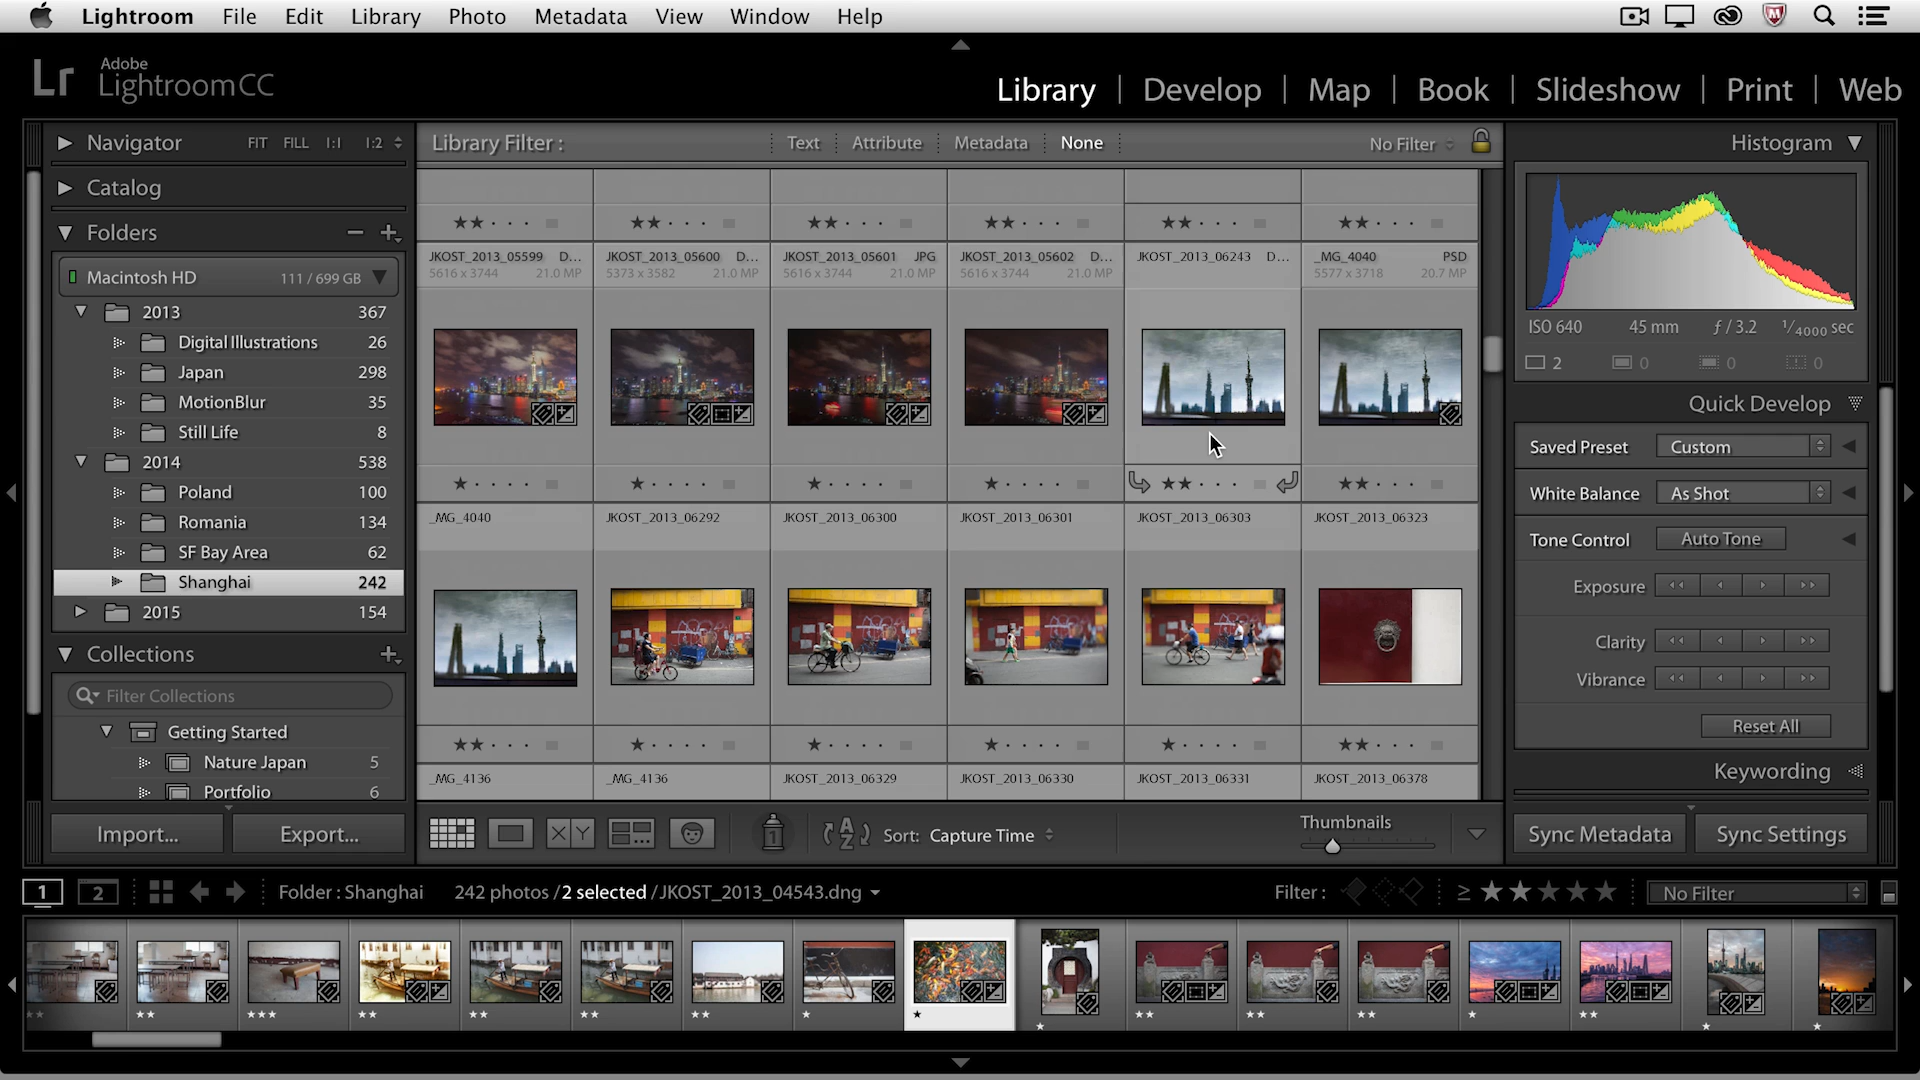 Lightroom File Edit Library Photo Metadata View Window Help
Lr Adobe
Lightroom CC
Library | Develop | Map | Book | Slideshow | Print | Web
Navigator FIT FILL 1:1 1:2
Catalog
Folders
Macintosh HD 111 / 699 GB
2013 367
Digital Illustrations 26
Japan 298
MotionBlur 35
Still Life 8
2014 538
Poland 100
Romania 134
SF Bay Area 62
Shanghai 242
2015 154
Collections
Filter Collections
Getting Started
Nature Japan 5
Portfolio 6
Import... Export...
Library Filter : Text Attribute Metadata None No Filter
JKOST_2013_05599 D... JKOST_2013_05600 D... JKOST_2013_05601 JPG JKOST_2013_05602 D... JKOST_2013_06243 D... _MG_4040 PSD
5616 x 3744 21.0 MP 5373 x 3582 21.0 MP 5616 x 3744 21.0 MP 5616 x 3744 21.0 MP 5577 x 3718 20.7 MP
_MG_4040 JKOST_2013_06292 JKOST_2013_06300 JKOST_2013_06301 JKOST_2013_06303 JKOST_2013_06323
_MG_4136 _MG_4136 JKOST_2013_06329 JKOST_2013_06330 JKOST_2013_06331 JKOST_2013_06378
XY 1 AZ Sort: Capture Time Thumbnails
Histogram
ISO 640 45 mm ƒ / 3.2 1/4000 sec
2 0 0 0
Quick Develop
Saved Preset Custom
White Balance As Shot
Tone Control Auto Tone
Exposure
Clarity
Vibrance
Reset All
Keywording
Sync Metadata Sync Settings
1 2 Folder : Shanghai 242 photos / 2 selected / JKOST_2013_04543.dng Filter : ≥ ★★★★★ No Filter